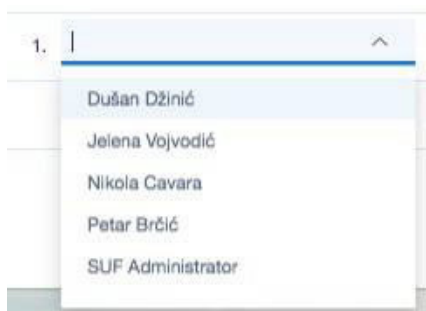 1.
Dušan Džinić
Jelena Vojvodić
Nikola Cavara
Petar Brčić
SUF Administrator